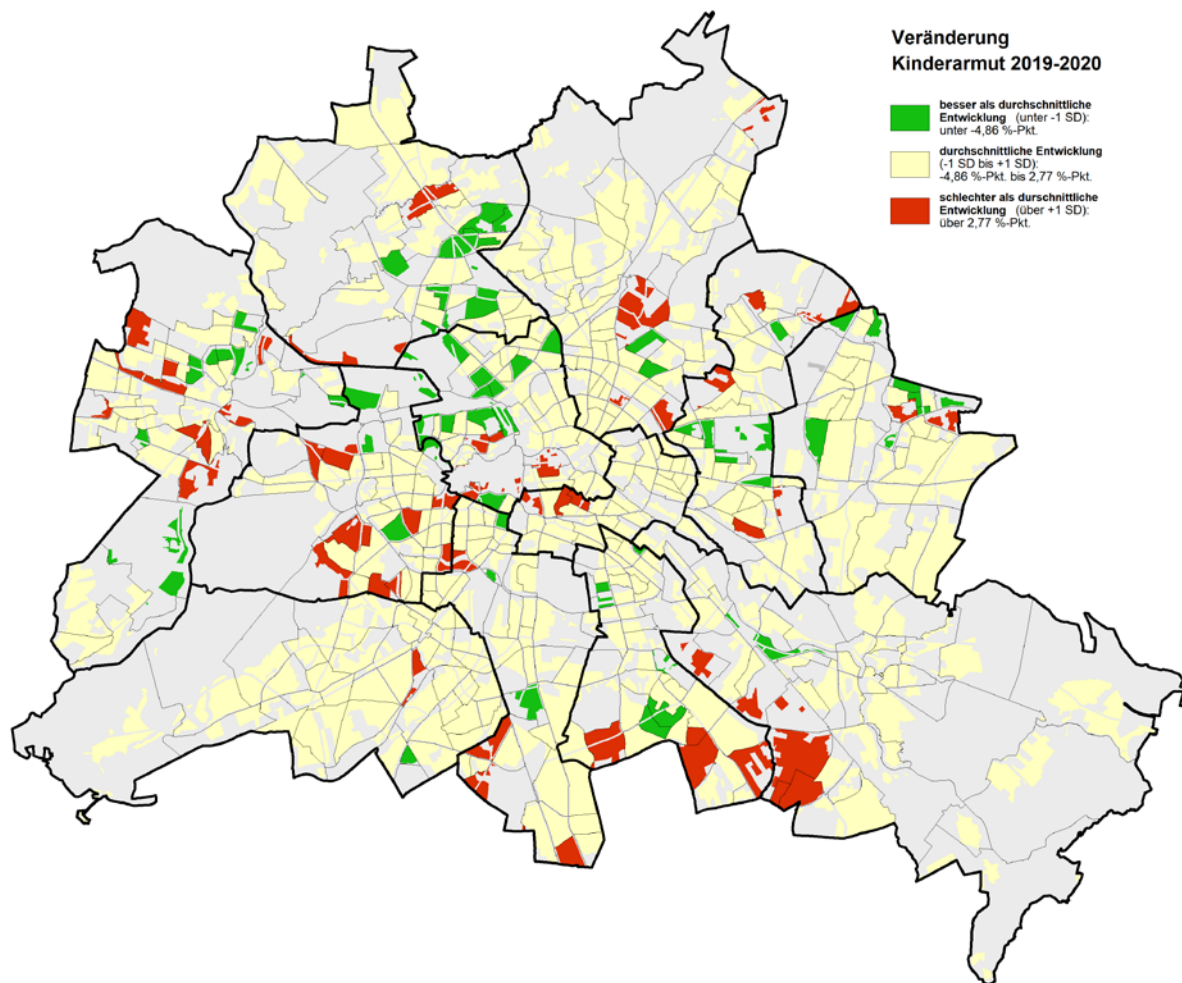 Veränderung
Kinderarmut 2019-2020
besser als durchschnittliche
Entwicklung (unter -1 SD):
unter -4,86 %-Pkt.
durchschnittliche Entwicklung
(-1 SD bis +1 SD):
-4,86 %-Pkt. bis 2,77 %-Pkt.
schlechter als durschnittliche
Entwicklung (über +1 SD):
über 2,77 %-Pkt.